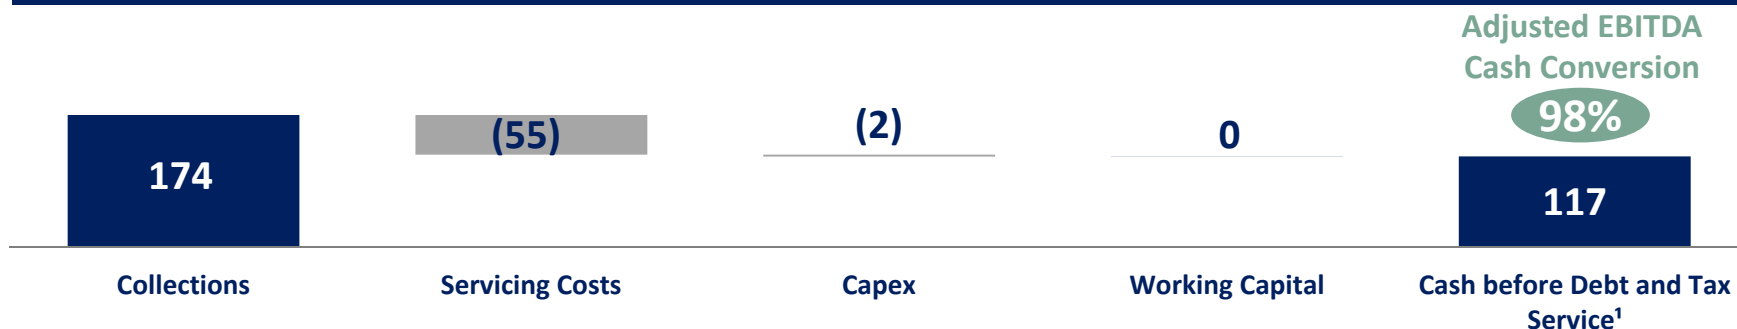 Adjusted EBITDA
Cash Conversion
98%
174
(55)
(2)
0
117
Collections
Servicing Costs
Capex
Working Capital
Cash before Debt and Tax
Service¹